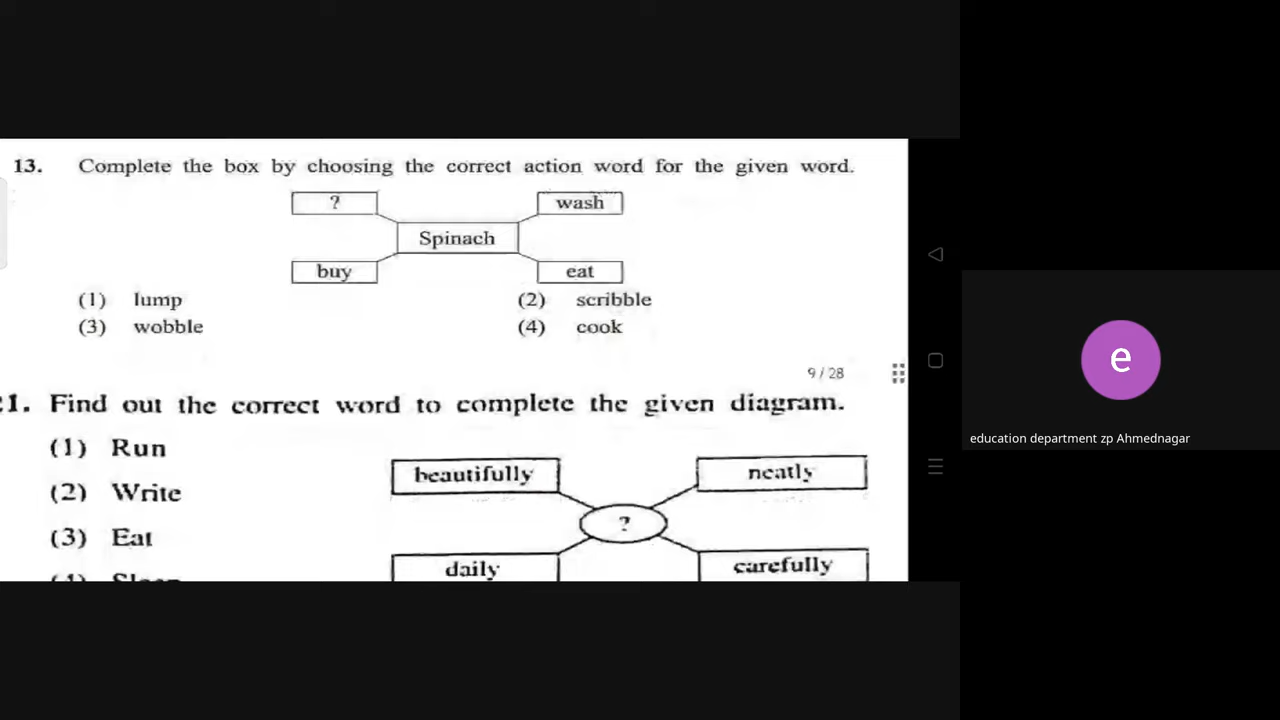 13. Complete the box by choosing the correct action word for the given word.
? wash
Spinach
buy eat
(1) lump (2) scribble
(3) wobble (4) cook
9 / 28
1. Find out the correct word to complete the given diagram.
(1) Run
beautifully neatly
(2) Write
?
(3) Eat
daily carefully
e
education department zp Ahmednagar